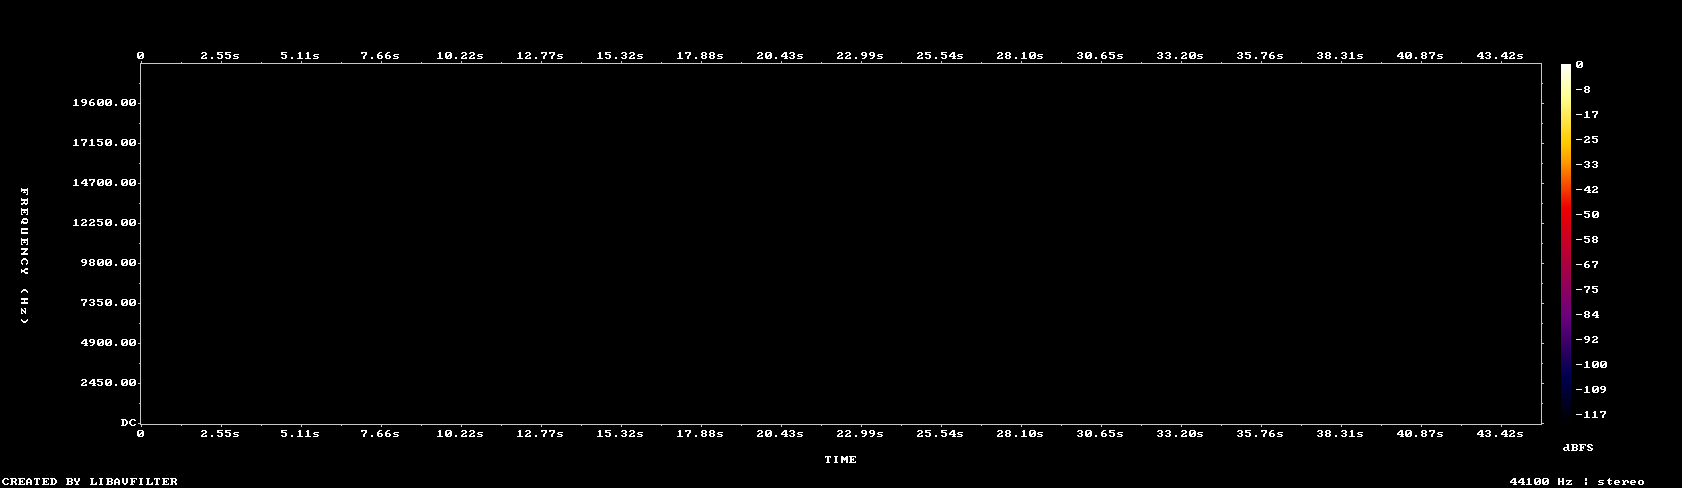 0 2.55s 5.11s 7.66s 10.22s 12.77s 15.32s 17.88s 20.43s 22.99s 25.54s 28.10s 30.65s 33.20s 35.76s 38.31s 40.87s 43.42s
19600.00
17150.00
14700.00
12250.00
9800.00
7350.00
4900.00
2450.00
DC
FREQUENCY (Hz)
0 2.55s 5.11s 7.66s 10.22s 12.77s 15.32s 17.88s 20.43s 22.99s 25.54s 28.10s 30.65s 33.20s 35.76s 38.31s 40.87s 43.42s
TIME
0
-8
-17
-25
-33
-42
-50
-58
-67
-75
-84
-92
-100
-109
-117
dBFS
CREATED BY LIBAVFILTER
44100 Hz | stereo